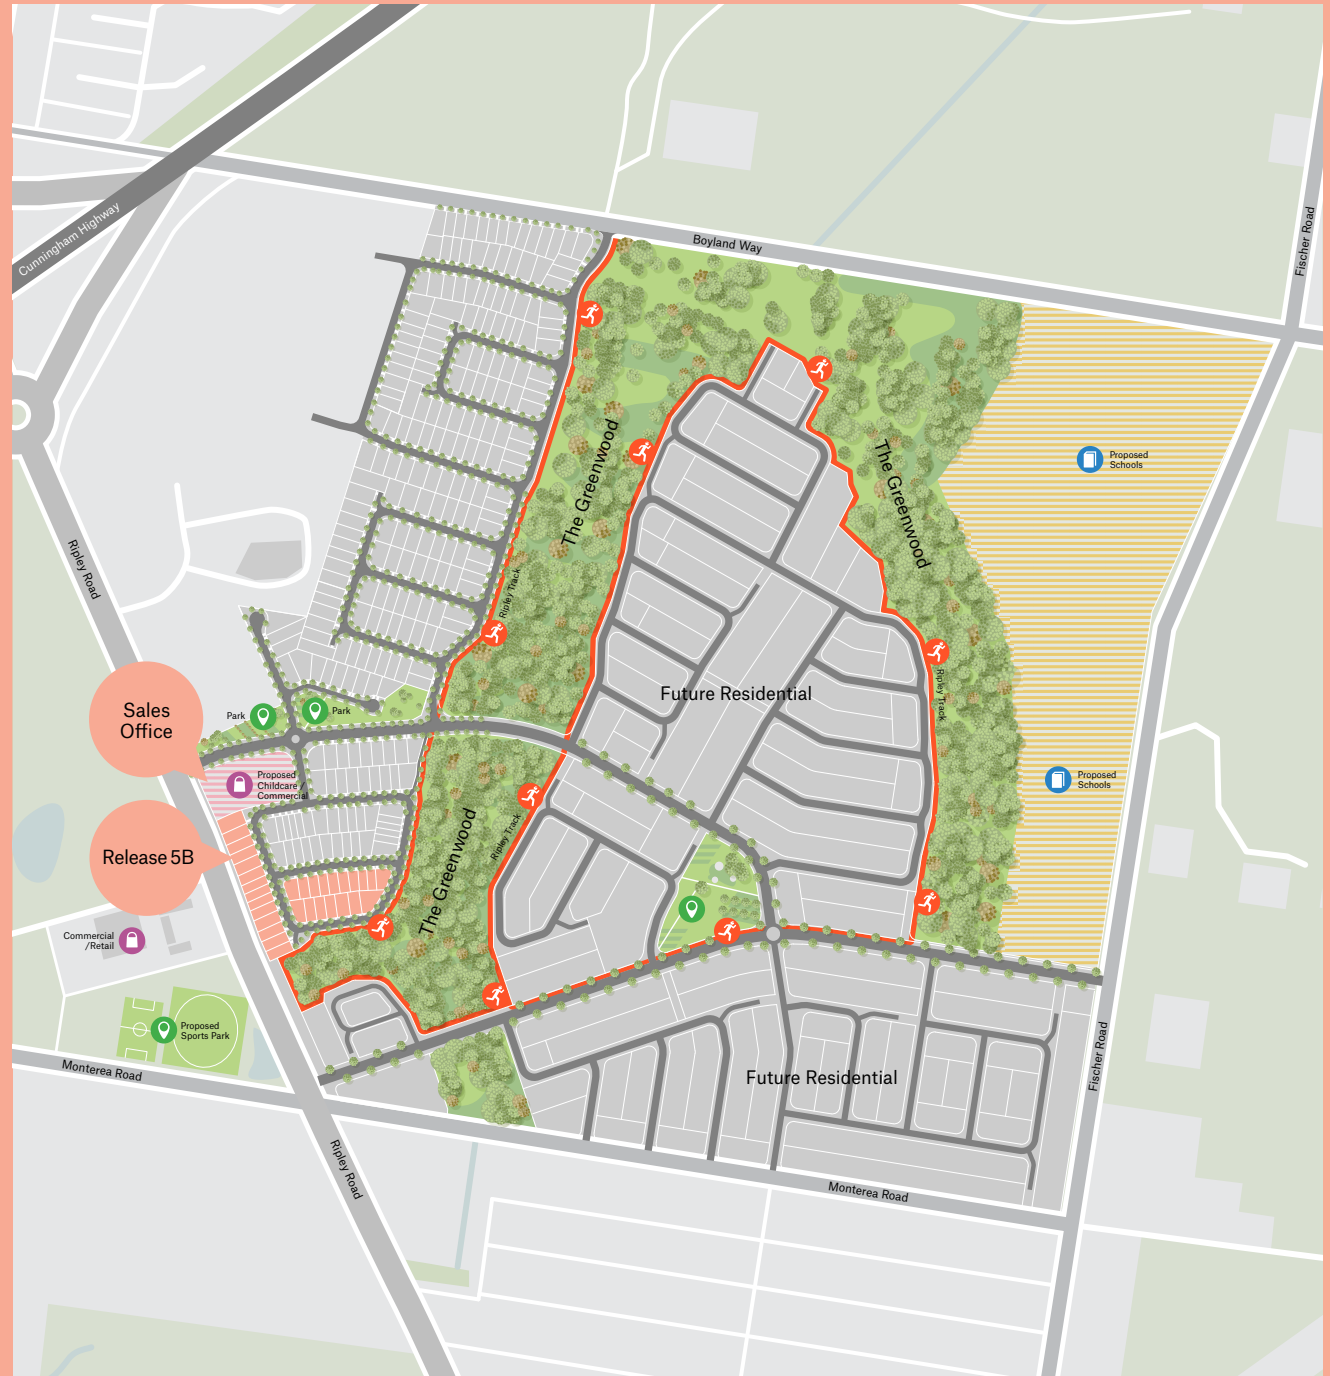 Cunningham Highway
Boyland Way
Fischer Road
Proposed
Schools
The Greenwood
The Greenwood
Ripley Road
Ripley Track
Ripley Track
Sales
Office
Park
Park
Future Residential
Proposed
Childcare /
Commercial
Proposed
Schools
Ripley Track
The Greenwood
Release 5B
Commercial
/Retail
Proposed
Sports Park
Monterea Road
Fischer Road
Future Residential
Ripley Road
Monterea Road